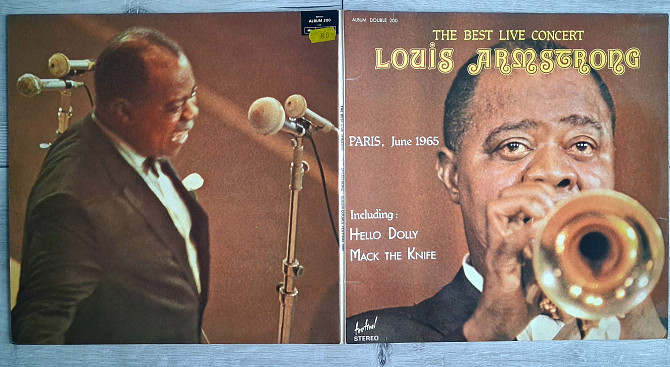 ALBUM 200
ALBUM DOUBLE 200
THE BEST LIVE CONCERT
LOUIS ARMSTRONG
PARIS, June 1965
Including:
HELLO DOLLY
MACK THE KNIFE
festival
STEREO